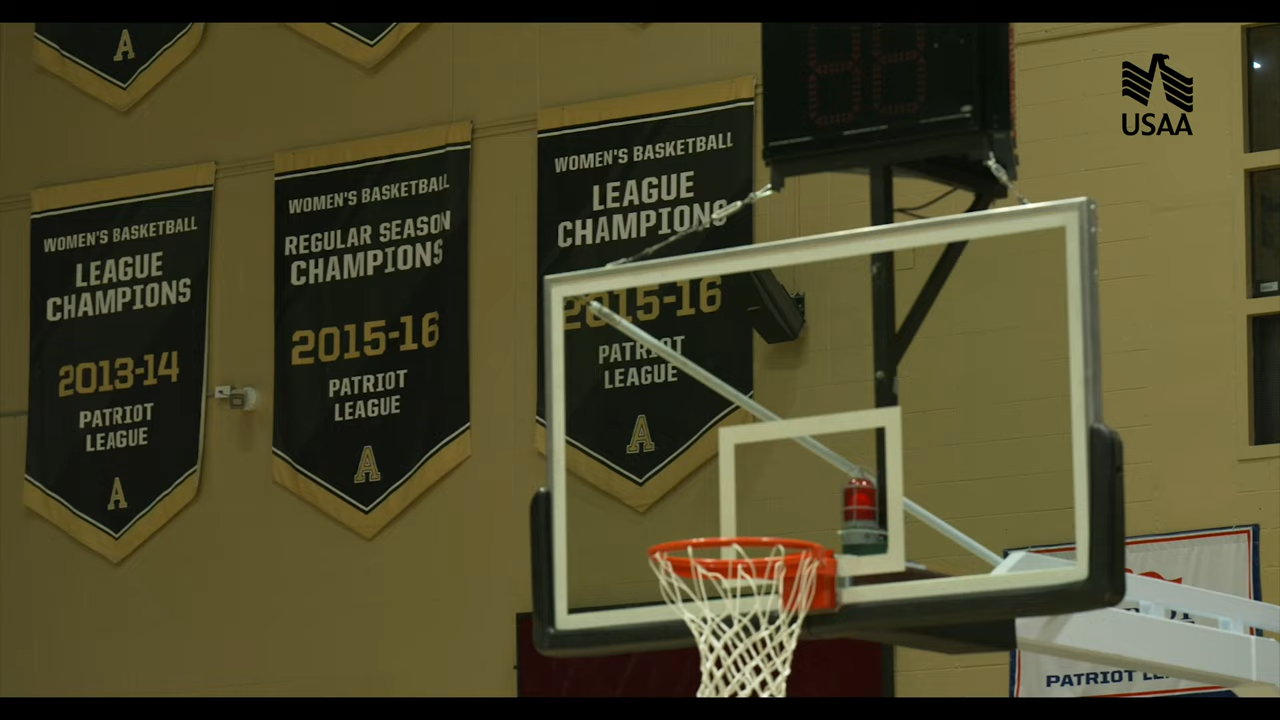 A
WOMEN'S BASKETBALL
LEAGUE
CHAMPIONS
2013-14
PATRIOT
LEAGUE
A
WOMEN'S BASKETBALL
REGULAR SEASON
CHAMPIONS
2015-16
PATRIOT
LEAGUE
A
WOMEN'S BASKETBALL
LEAGUE
CHAMPIONS
2015-16
PATRIOT
LEAGUE
A
USAA
PATRIOT